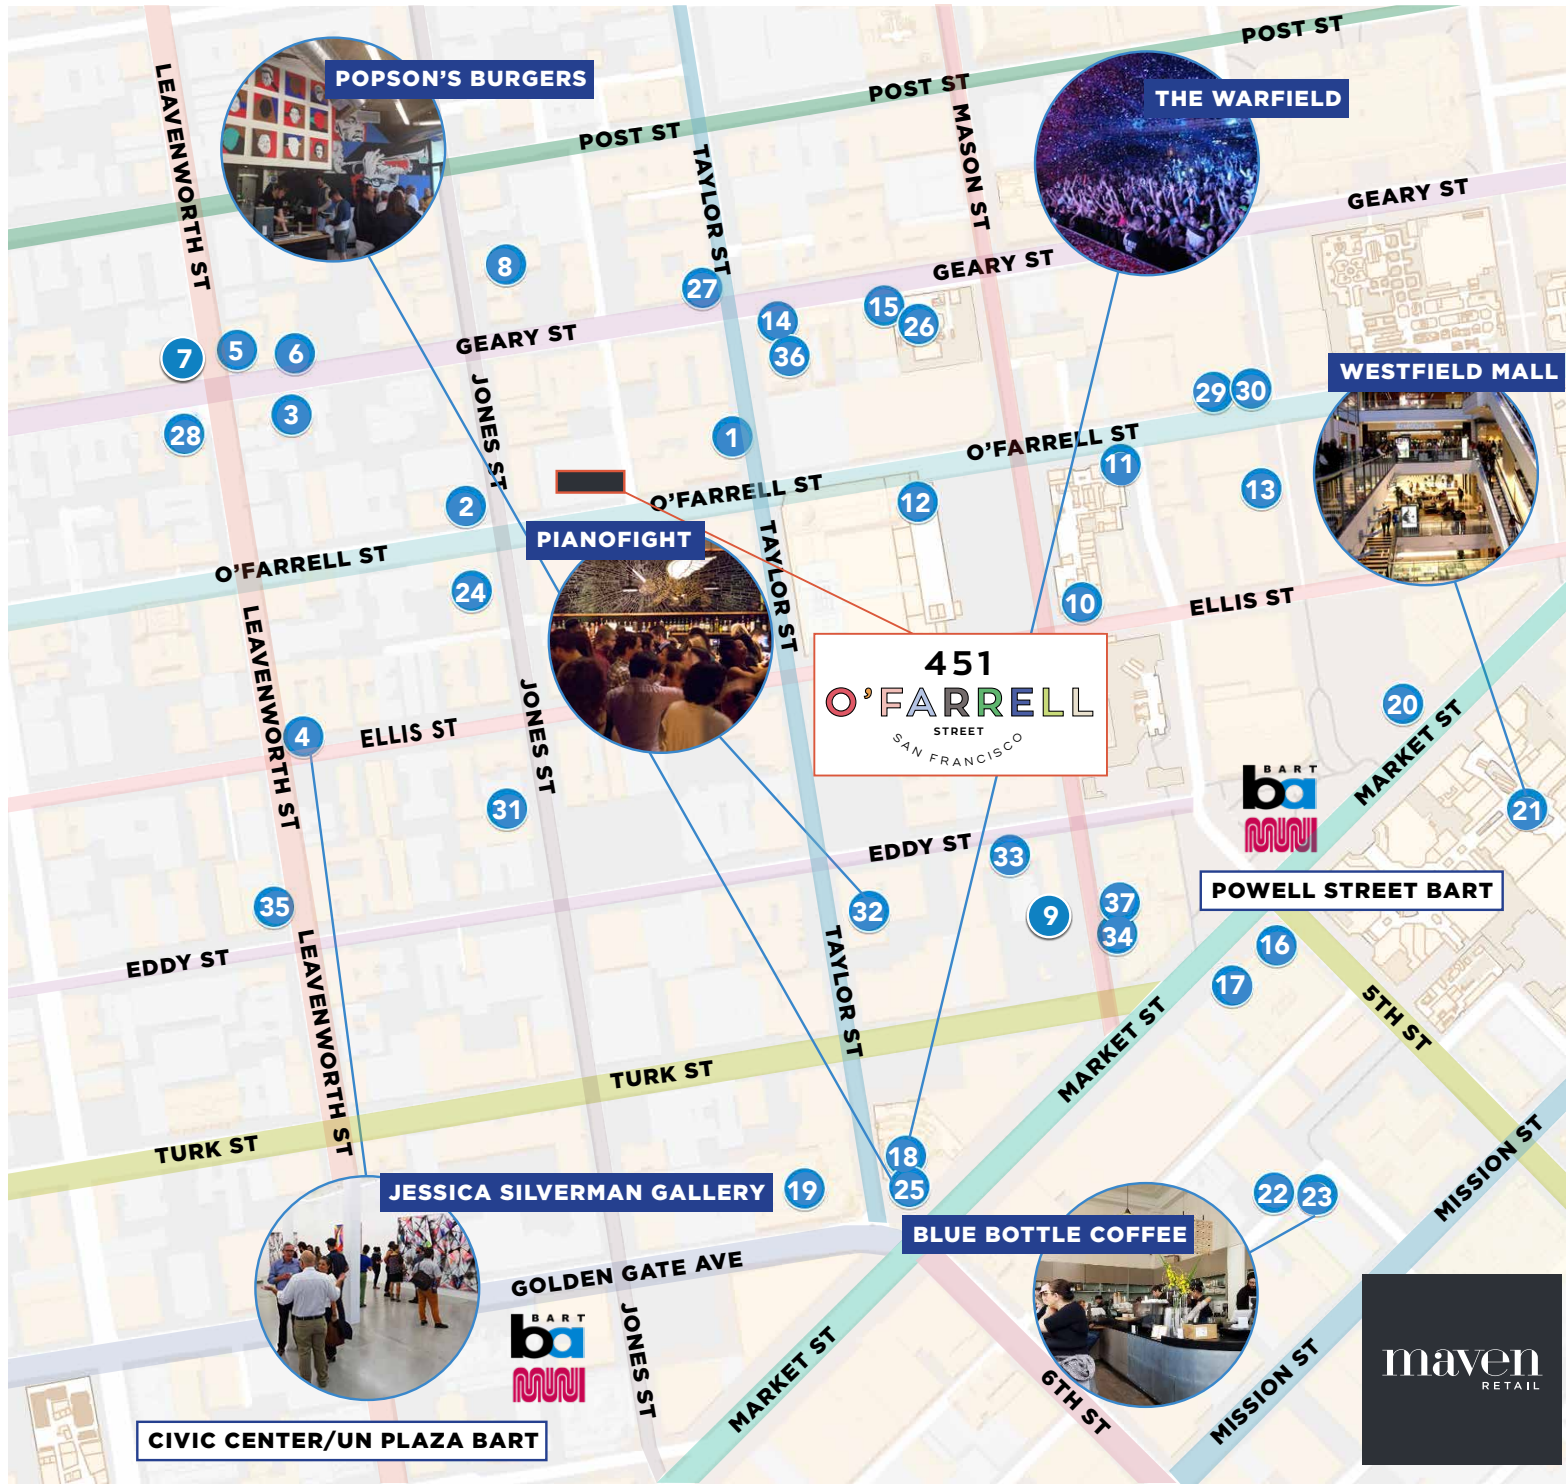 POST ST
POPSON'S BURGERS
LEAVENWORTH ST
THE WARFIELD
POST ST
POST ST
MASON ST
TAYLOR ST
GEARY ST
8
GEARY ST
27
15
14
26
GEARY ST
7
5
6
36
WESTFIELD MALL
29
30
JONES ST
3
28
1
O'FARRELL ST
11
2
O'FARRELL ST
12
13
PIANOFIGHT
TAYLOR ST
O'FARRELL ST
24
10
ELLIS ST
LEAVENWORTH ST
451
O'FARRELL
STREET
SAN FRANCISCO
20
4
ELLIS ST
JONES ST
MARKET ST
BART
ba
MUNI
21
31
EDDY ST
33
POWELL STREET BART
35
32
9
37
34
16
EDDY ST
LEAVENWORTH ST
TAYLOR ST
17
5TH ST
MARKET ST
TURK ST
TURK ST
MISSION ST
18
JESSICA SILVERMAN GALLERY
19
25
22
23
BLUE BOTTLE COFFEE
GOLDEN GATE AVE
BART
ba
MUNI
JONES ST
MARKET ST
6TH ST
MISSION ST
maven
RETAIL
CIVIC CENTER/UN PLAZA BART